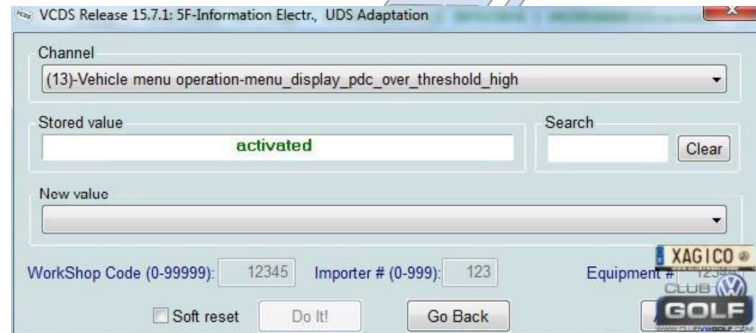 VCDS Release 15.7.1: 5F-Information Electr., UDS Adaptation
Channel
(13)-Vehicle menu operation-menu_display_pdc_over_threshold_high
Stored value
Search
activated
Clear
New value
WorkShop Code (0-99999): 12345 Importer # (0-999): 123 Equipment #
XAGICO
CLUB
GOLF
Soft reset Do It! Go Back